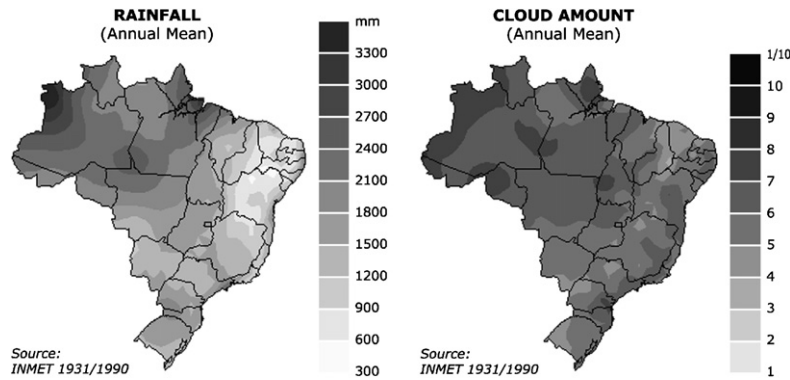 RAINFALL
(Annual Mean)
mm
3300
3000
2700
2400
2100
1800
1500
1200
900
600
300
Source:
INMET 1931/1990
CLOUD AMOUNT
(Annual Mean)
1/10
10
9
8
7
6
5
4
3
2
1
Source:
INMET 1931/1990